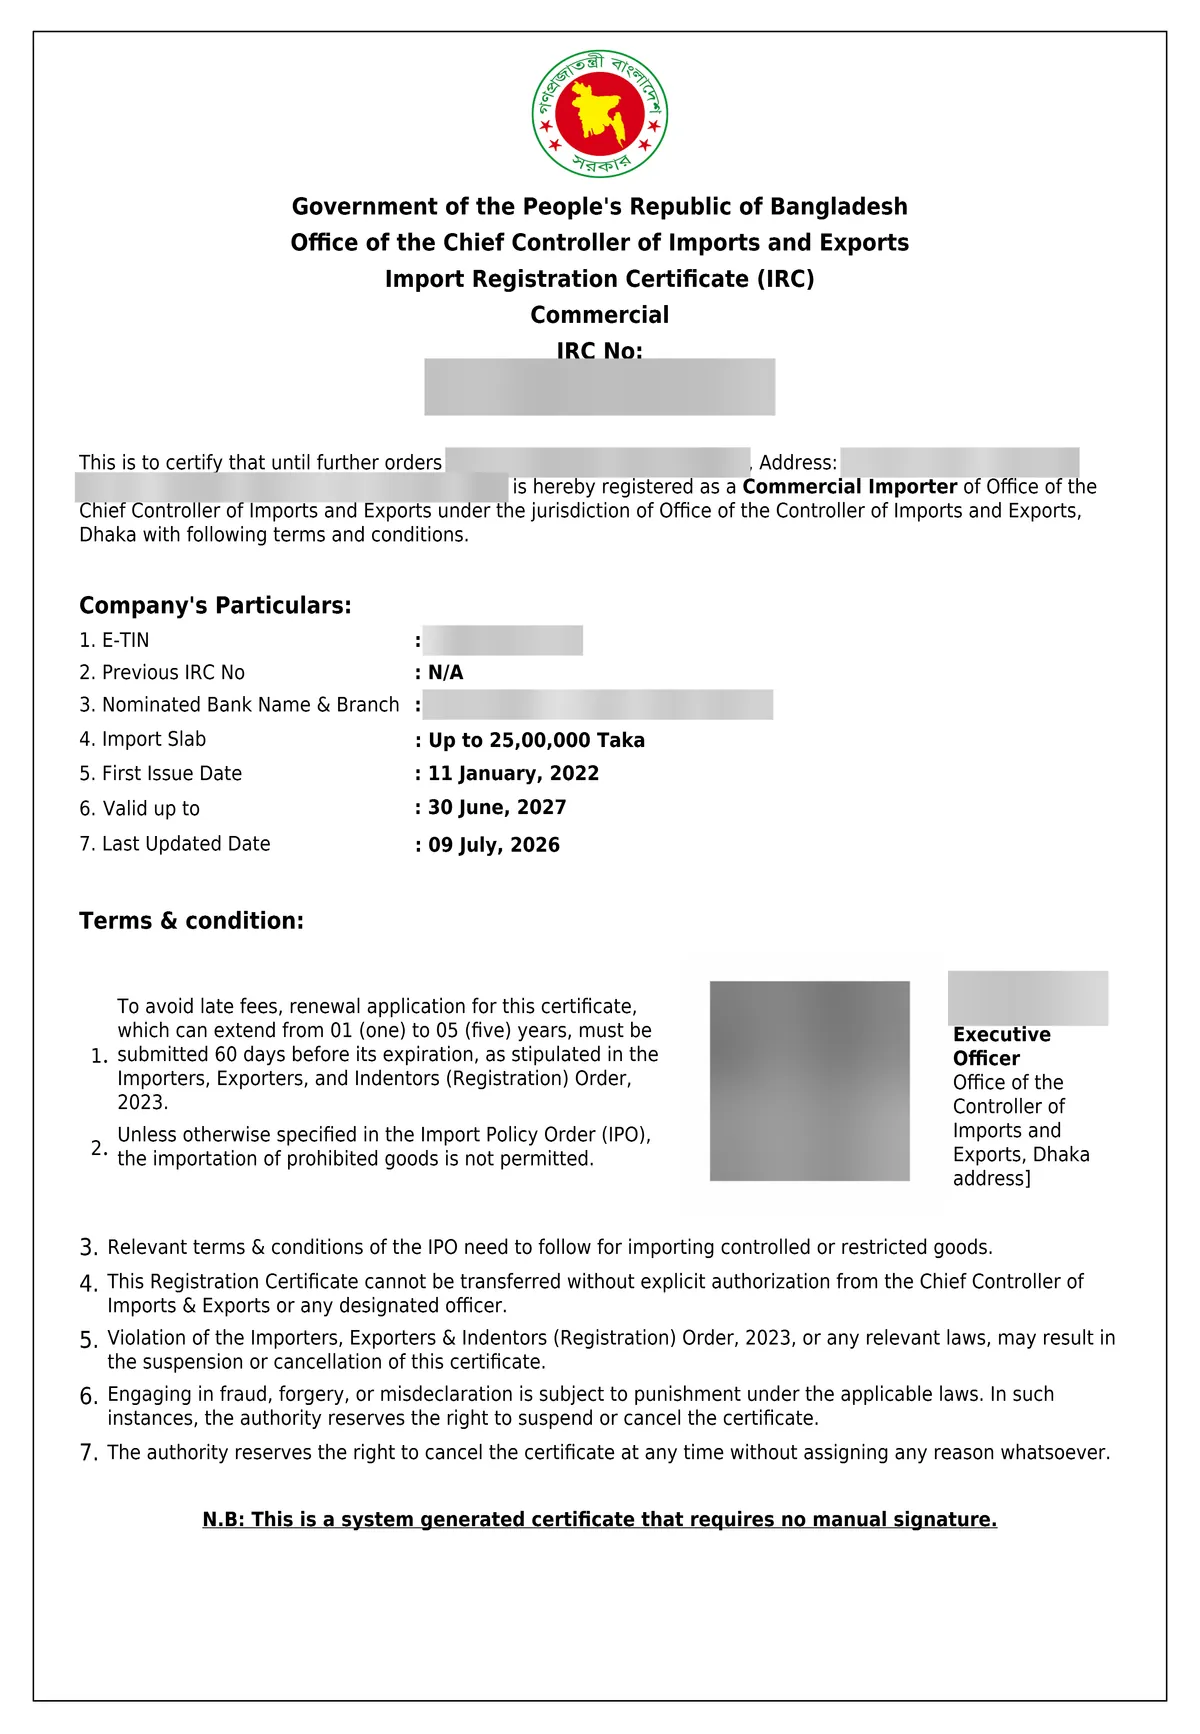 গণপ্রজাতন্ত্রী বাংলাদেশ
সরকার
Government of the People's Republic of Bangladesh
Office of the Chief Controller of Imports and Exports
Import Registration Certificate (IRC)
Commercial
IRC No:
This is to certify that until further orders , Address:
is hereby registered as a Commercial Importer of Office of the
Chief Controller of Imports and Exports under the jurisdiction of Office of the Controller of Imports and Exports,
Dhaka with following terms and conditions.
Company's Particulars:
1. E-TIN :
2. Previous IRC No : N/A
3. Nominated Bank Name & Branch :
4. Import Slab : Up to 25,00,000 Taka
5. First Issue Date : 11 January, 2022
6. Valid up to : 30 June, 2027
7. Last Updated Date : 09 July, 2026
Terms & condition:
1. To avoid late fees, renewal application for this certificate,
which can extend from 01 (one) to 05 (five) years, must be
submitted 60 days before its expiration, as stipulated in the
Importers, Exporters, and Indentors (Registration) Order,
2023.
2. Unless otherwise specified in the Import Policy Order (IPO),
the importation of prohibited goods is not permitted.
Executive
Officer
Office of the
Controller of
Imports and
Exports, Dhaka
address]
3. Relevant terms & conditions of the IPO need to follow for importing controlled or restricted goods.
4. This Registration Certificate cannot be transferred without explicit authorization from the Chief Controller of
Imports & Exports or any designated officer.
5. Violation of the Importers, Exporters & Indentors (Registration) Order, 2023, or any relevant laws, may result in
the suspension or cancellation of this certificate.
6. Engaging in fraud, forgery, or misdeclaration is subject to punishment under the applicable laws. In such
instances, the authority reserves the right to suspend or cancel the certificate.
7. The authority reserves the right to cancel the certificate at any time without assigning any reason whatsoever.
N.B: This is a system generated certificate that requires no manual signature.